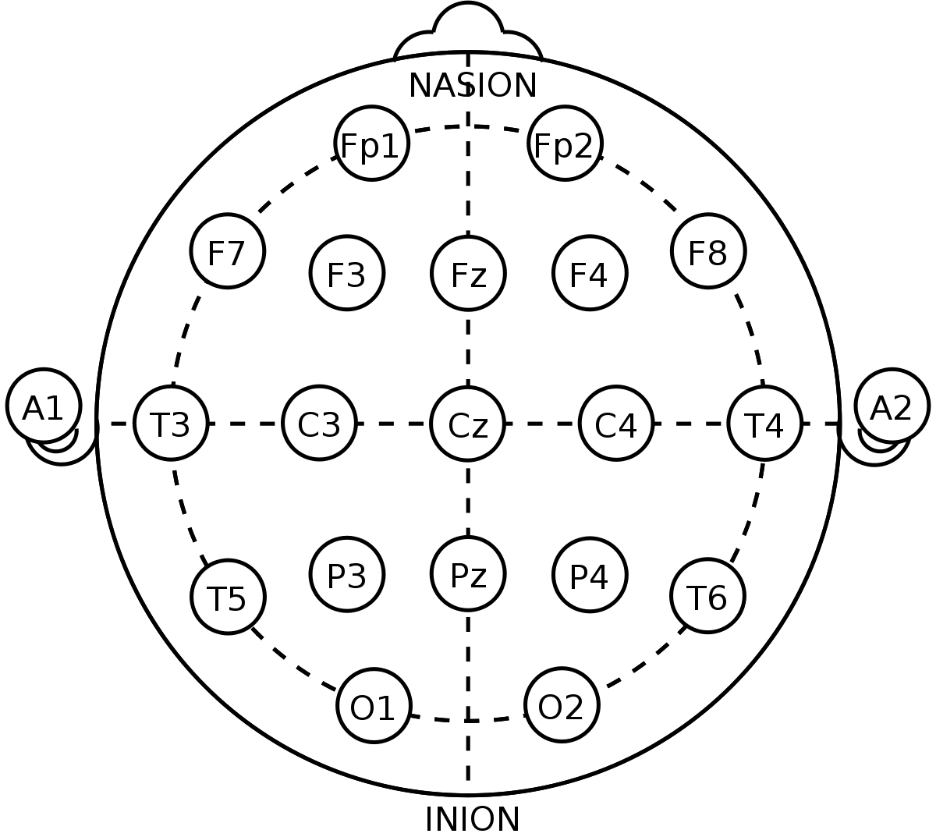 NASION
Fp1 Fp2
F7 F3 Fz F4 F8
A1 T3 C3 Cz C4 T4 A2
T5 P3 Pz P4 T6
O1 O2
INION